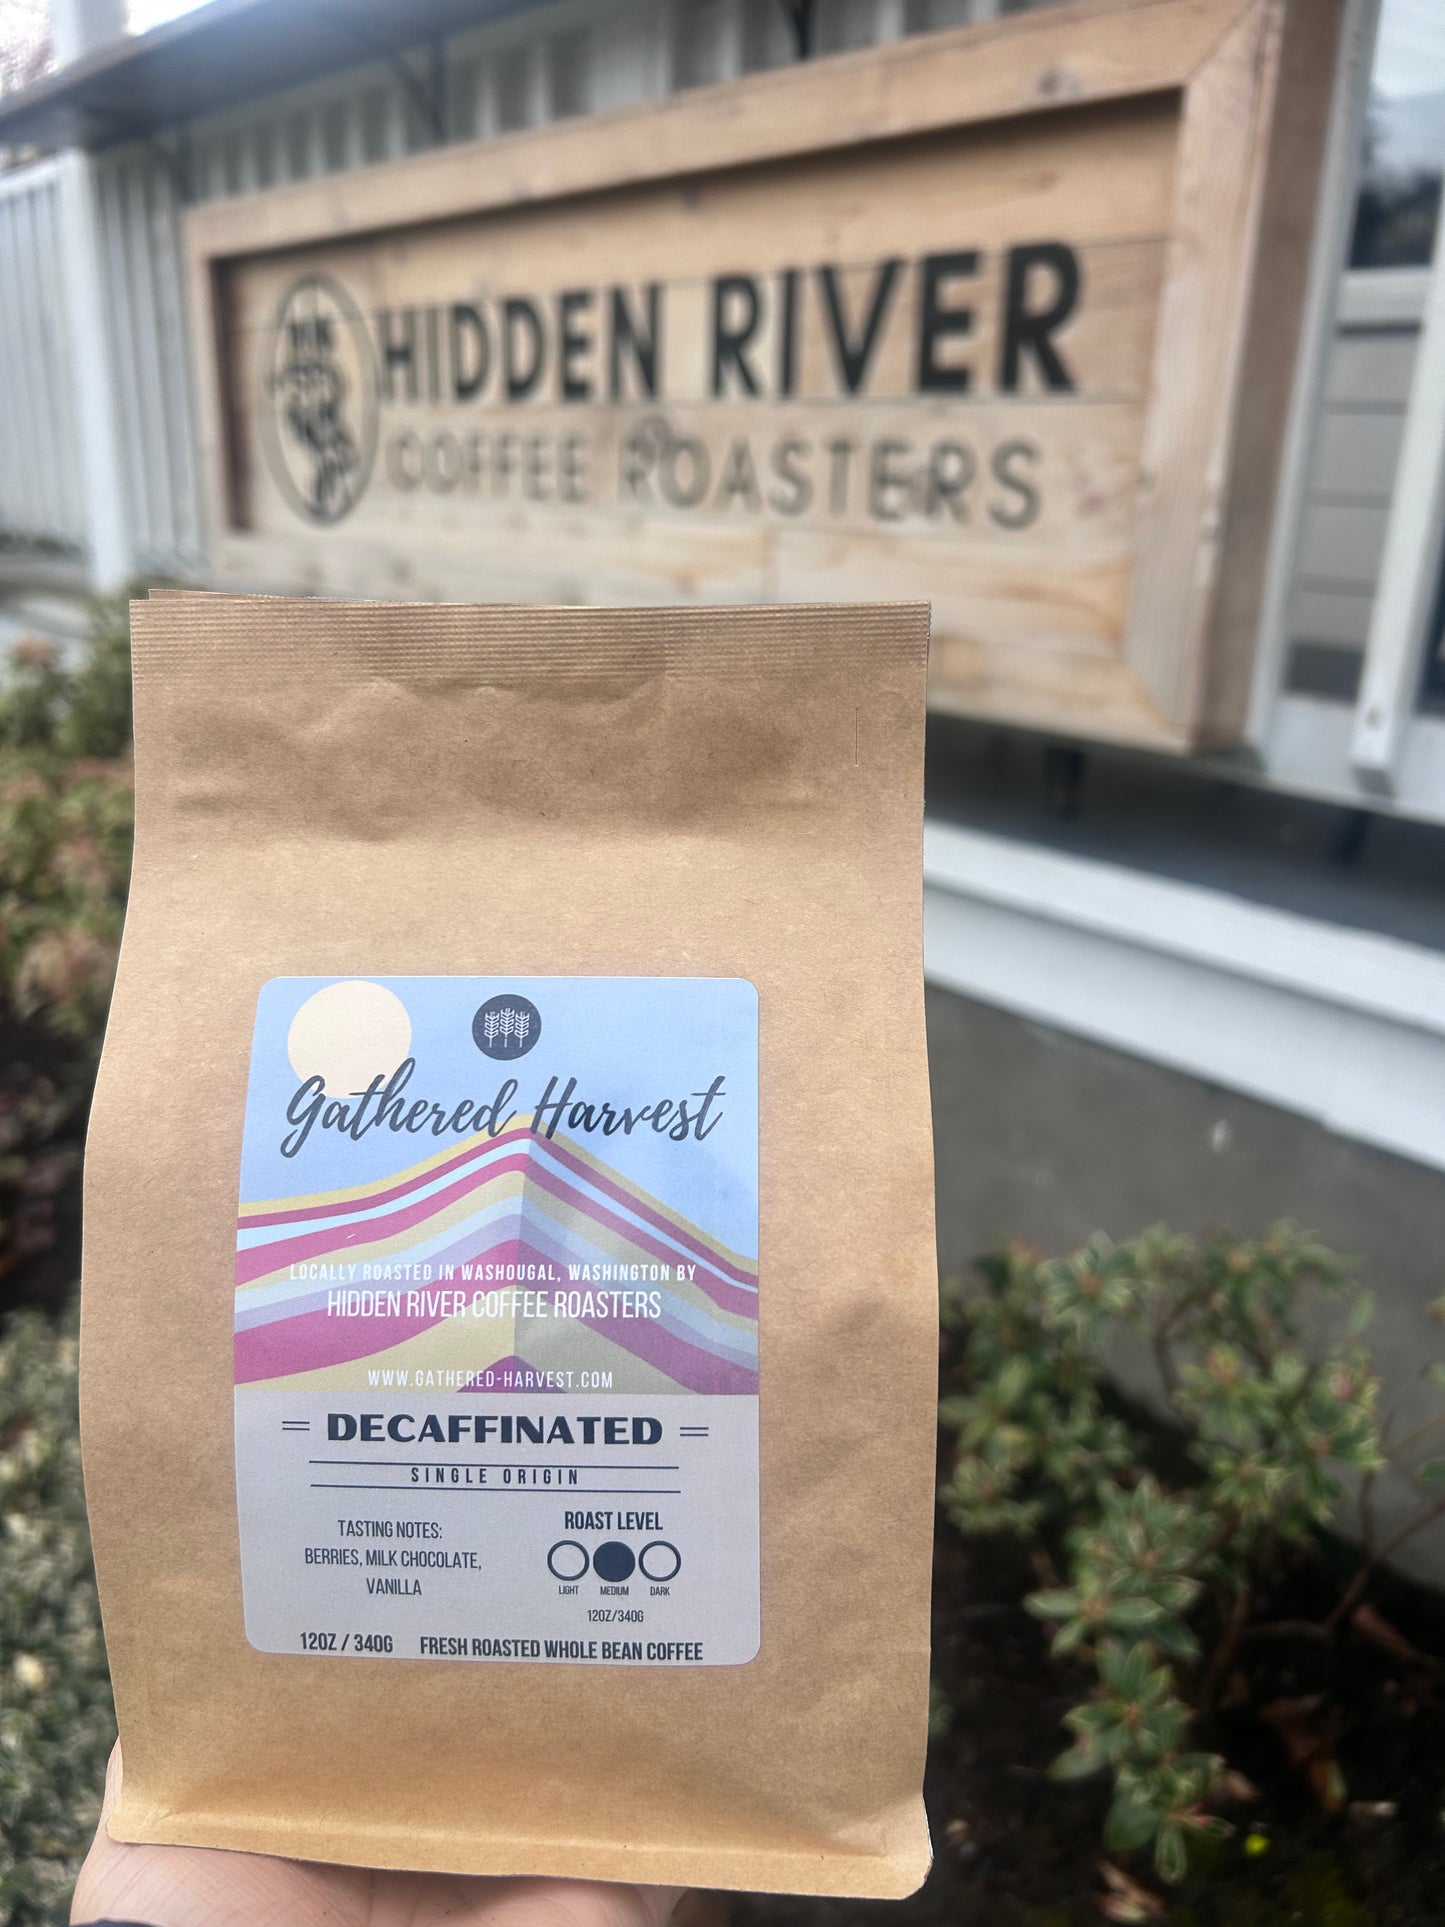 HIDDEN RIVER
COFFEE ROASTERS
Gathered Harvest
LOCALLY ROASTED IN WASHOUGAL, WASHINGTON BY
HIDDEN RIVER COFFEE ROASTERS
WWW.GATHERED-HARVEST.COM
DECAFFINATED
SINGLE ORIGIN
TASTING NOTES:
BERRIES, MILK CHOCOLATE,
VANILLA
ROAST LEVEL
LIGHT MEDIUM DARK
12OZ/340G
12OZ / 340G FRESH ROASTED WHOLE BEAN COFFEE